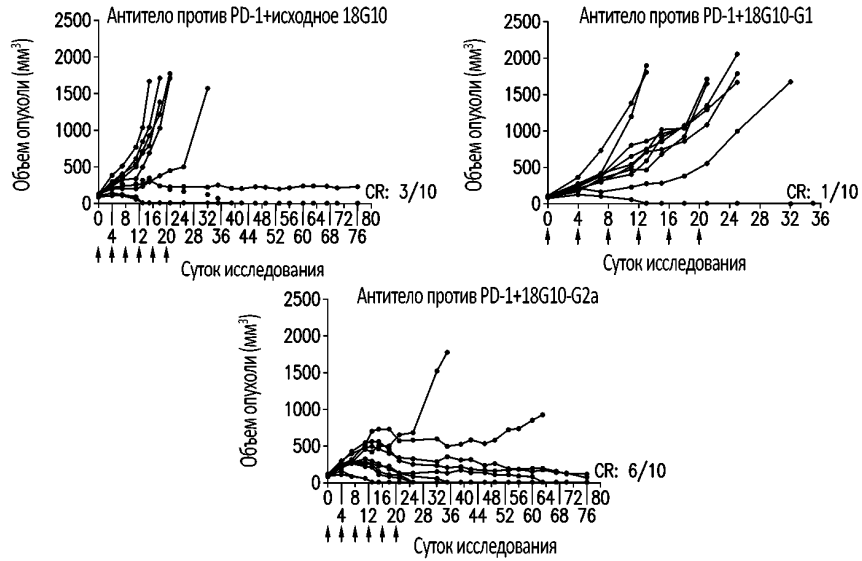 Антитело против PD-1+исходное 18G10
2500
2000
1500
1000
500
0
Объем опухоли (мм³)
CR: 3/10
0 8 16 24 32 40 48 56 64 72 80
4 12 20 28 36 44 52 60 68 76
Суток исследования
Антитело против PD-1+18G10-G1
2500
2000
1500
1000
500
0
Объем опухоли (мм³)
CR: 1/10
0 4 8 12 16 20 24 28 32 36
Суток исследования
Антитело против PD-1+18G10-G2a
2500
2000
1500
1000
500
0
Объем опухоли (мм³)
CR: 6/10
0 8 16 24 32 40 48 56 64 72 80
4 12 20 28 36 44 52 60 68 76
Суток исследования